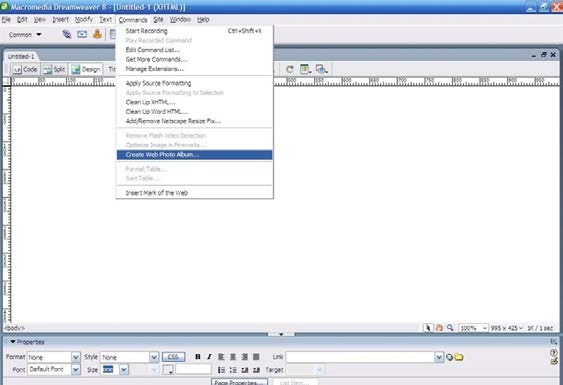 Macromedia Dreamweaver 8 - [Untitled-1 (XHTML)]
File Edit View Insert Modify Text Commands Site Window Help
Common
Start Recording Ctrl+Shift+X
Play Recorded Command
Edit Command List...
Get More Commands...
Manage Extensions...
Apply Source Formatting
Apply Source Formatting to Selection
Clean Up XHTML...
Clean Up Word HTML...
Add/Remove Netscape Resize Fix...
Remove Flash Video Detection
Optimize Image in Fireworks...
Create Web Photo Album...
Format Table...
Sort Table...
Insert Mark of the Web
Untitled-1
Code Split Design
<body> 100% 995 x 425 1K / 1 sec
Properties
Format None Style None CSS B I Link
Font Default Font Size None Target
Page Properties... List Item...